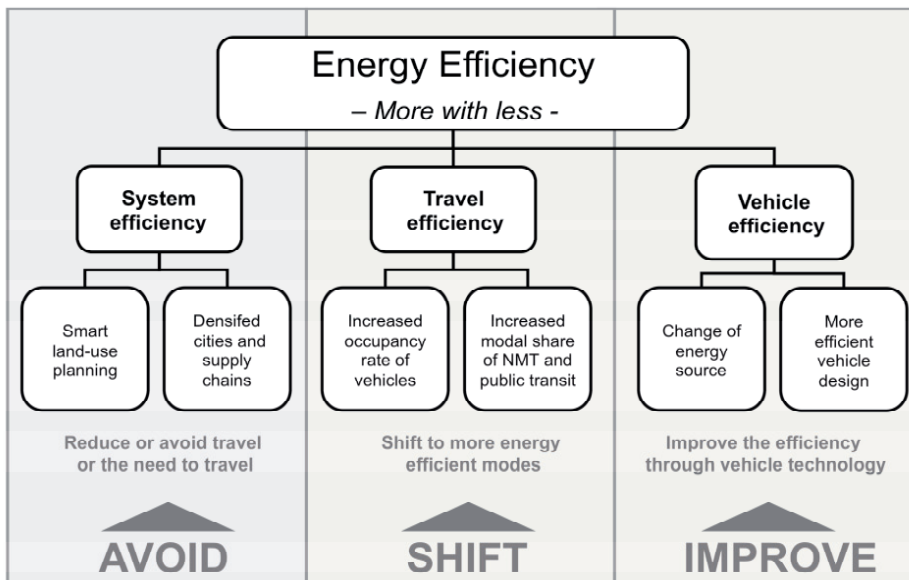 Energy Efficiency
– More with less -
System
efficiency
Travel
efficiency
Vehicle
efficiency
Smart
land-use
planning
Densifed
cities and
supply
chains
Increased
occupancy
rate of
vehicles
Increased
modal share
of NMT and
public transit
Change of
energy
source
More
efficient
vehicle
design
Reduce or avoid travel
or the need to travel
Shift to more energy
efficient modes
Improve the efficiency
through vehicle technology
AVOID
SHIFT
IMPROVE